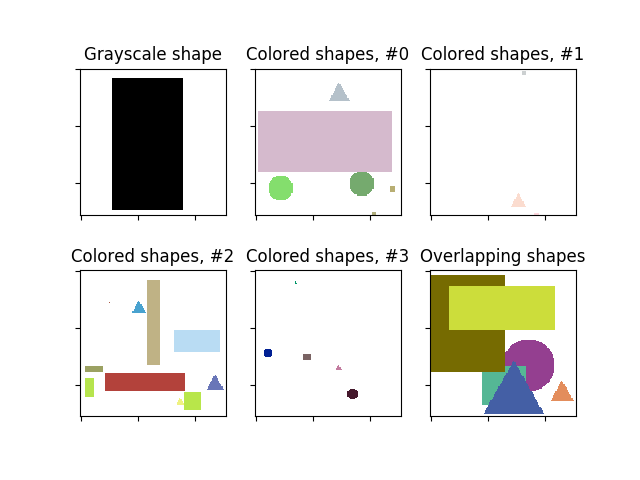 Grayscale shape
Colored shapes, #0
Colored shapes, #1
Colored shapes, #2
Colored shapes, #3
Overlapping shapes